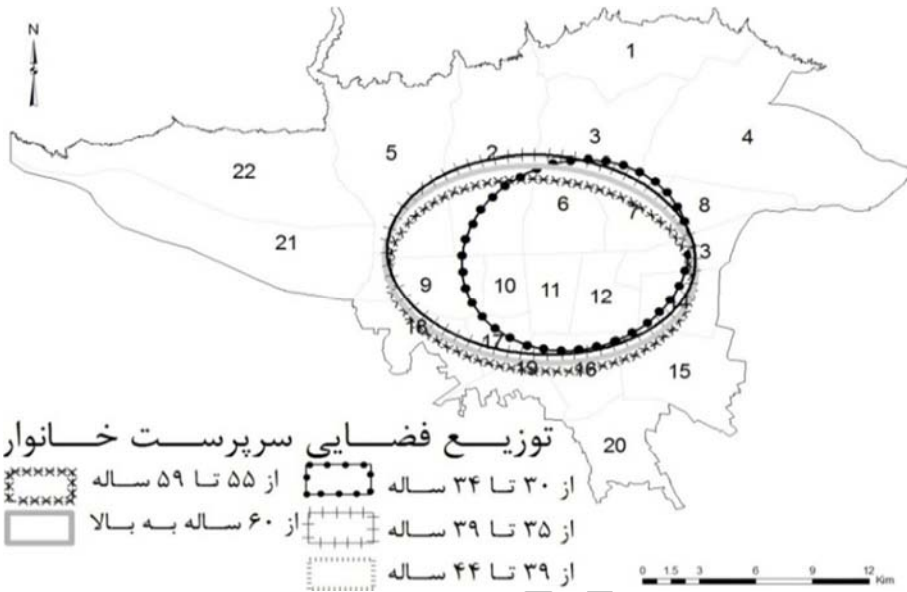 N
1
3
4
5
2
22
8
6
7
21
3
9
10
11
12
4
18
17
19
16
15
20
توزیع فضایی سرپرست خانوار
از ۳۰ تا ۳۴ ساله
از ۵۵ تا ۵۹ ساله
از ۳۵ تا ۳۹ ساله
از ۶۰ ساله به بالا
از ۳۹ تا ۴۴ ساله
0 1.5 3 6 9 12
Km